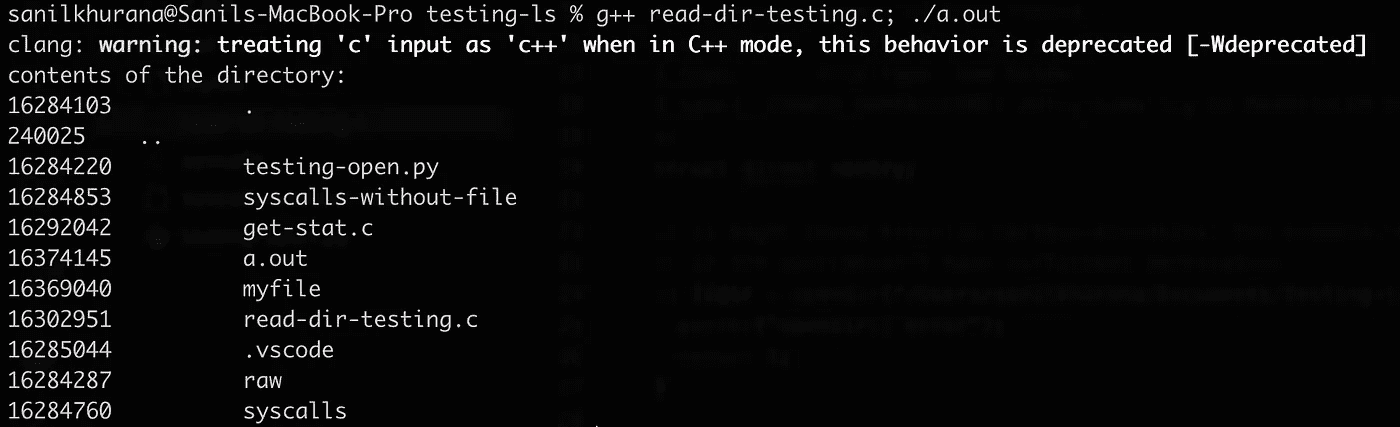 sanilkhurana@Sanils-MacBook-Pro testing-ls % g++ read-dir-testing.c; ./a.out
clang: warning: treating 'c' input as 'c++' when in C++ mode, this behavior is deprecated [-Wdeprecated]
contents of the directory:
16284103 .
240025 ..
16284220 testing-open.py
16284853 syscalls-without-file
16292042 get-stat.c
16374145 a.out
16369040 myfile
16302951 read-dir-testing.c
16285044 .vscode
16284287 raw
16284760 syscalls